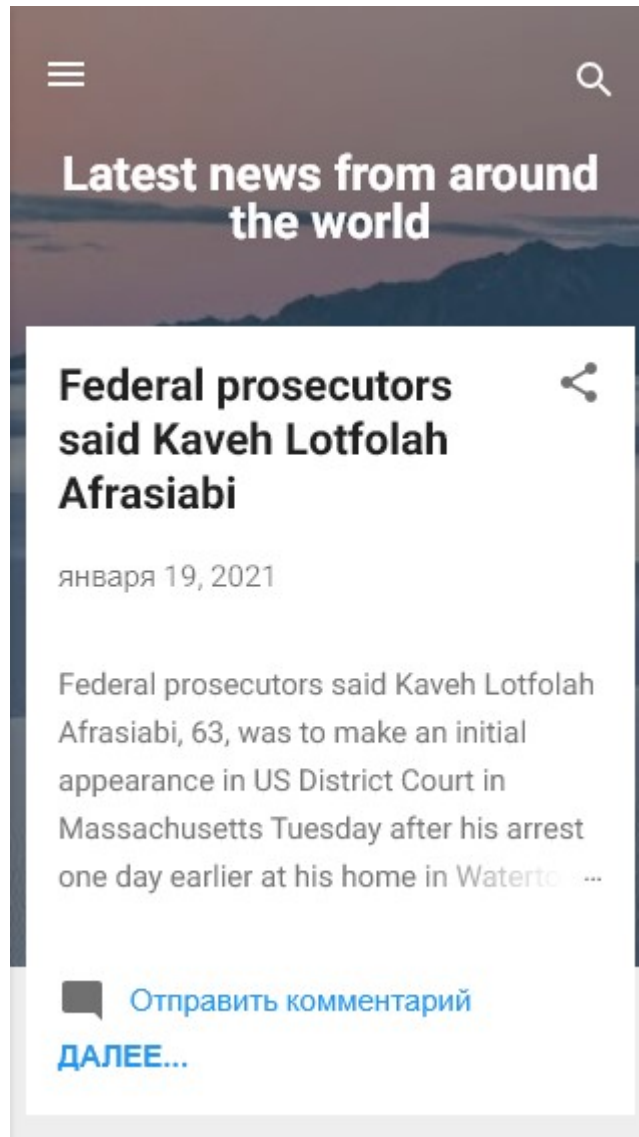 Latest news from around
the world
Federal prosecutors
said Kaveh Lotfolah
Afrasiabi
января 19, 2021
Federal prosecutors said Kaveh Lotfolah
Afrasiabi, 63, was to make an initial
appearance in US District Court in
Massachusetts Tuesday after his arrest
one day earlier at his home in
Отправить комментарий
ДАЛЕЕ...